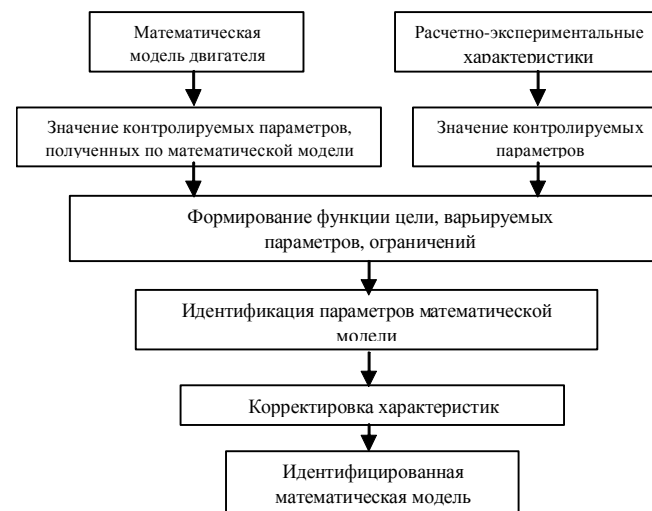 Математическая
модель двигателя
Расчетно-экспериментальные
характеристики
Значение контролируемых параметров,
полученных по математической модели
Значение контролируемых
параметров
Формирование функции цели, варьируемых
параметров, ограничений
Идентификация параметров математической
модели
Корректировка характеристик
Идентифицированная
математическая модель